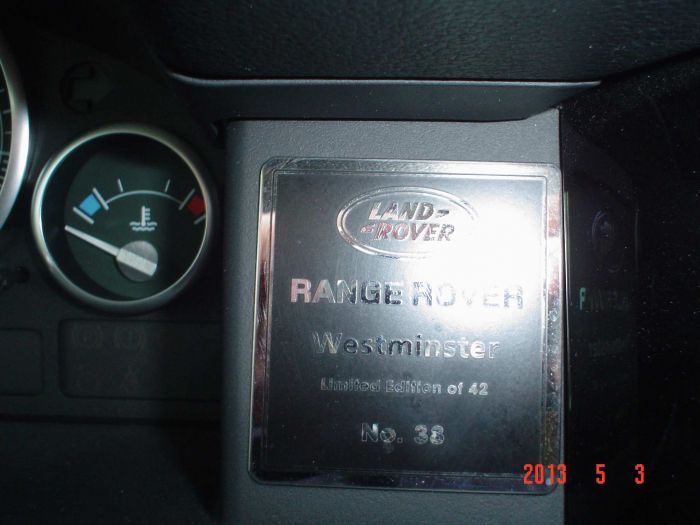 LAND
ROVER
RANGE ROVER
Westminster
Limited Edition of 42
No. 38
2013 5 3